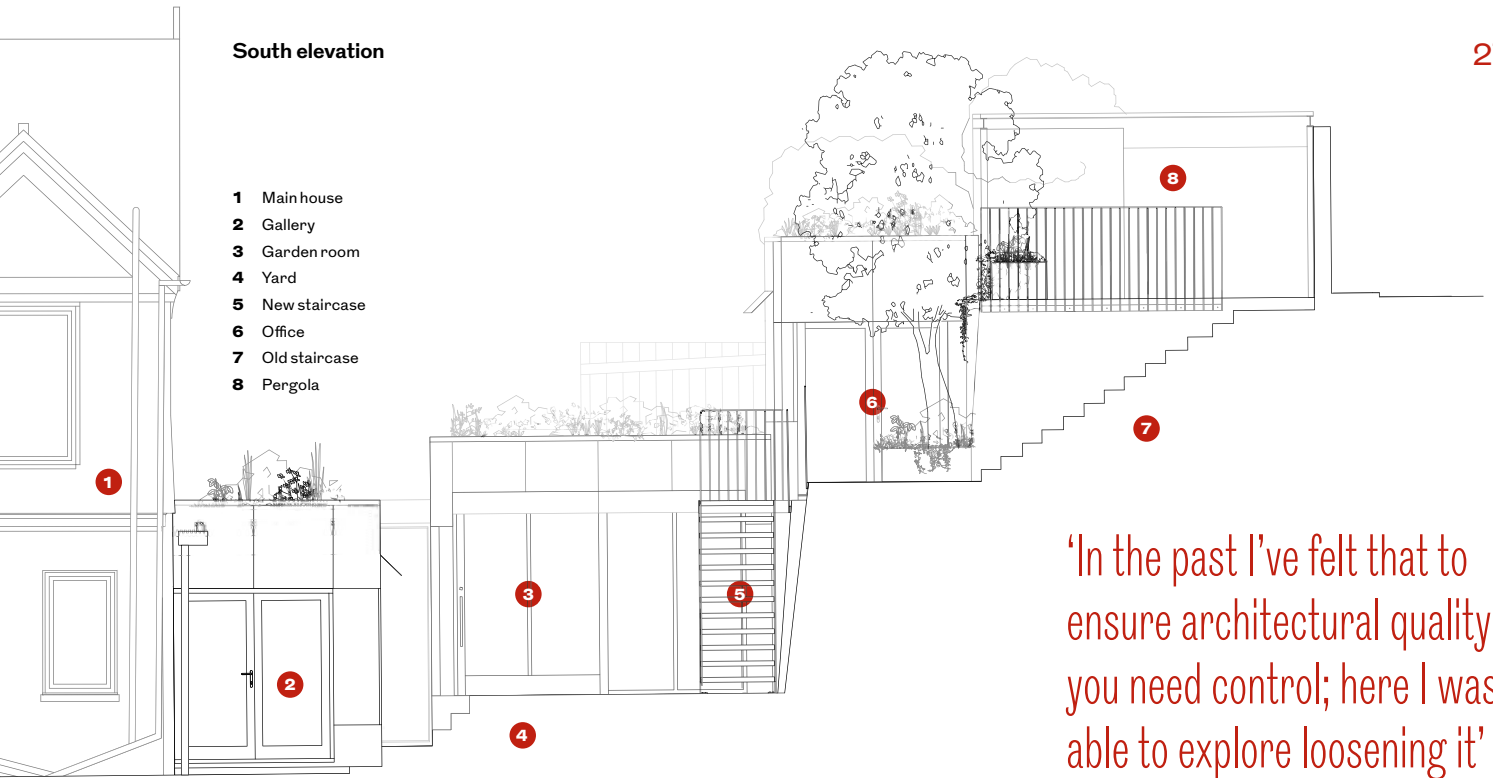 South elevation
2
1 Main house
2 Gallery
3 Garden room
4 Yard
5 New staircase
6 Office
7 Old staircase
8 Pergola
8
6
7
1
3
5
2
4
‘In the past I’ve felt that to
ensure architectural quality
you need control; here I was
able to explore loosening it’